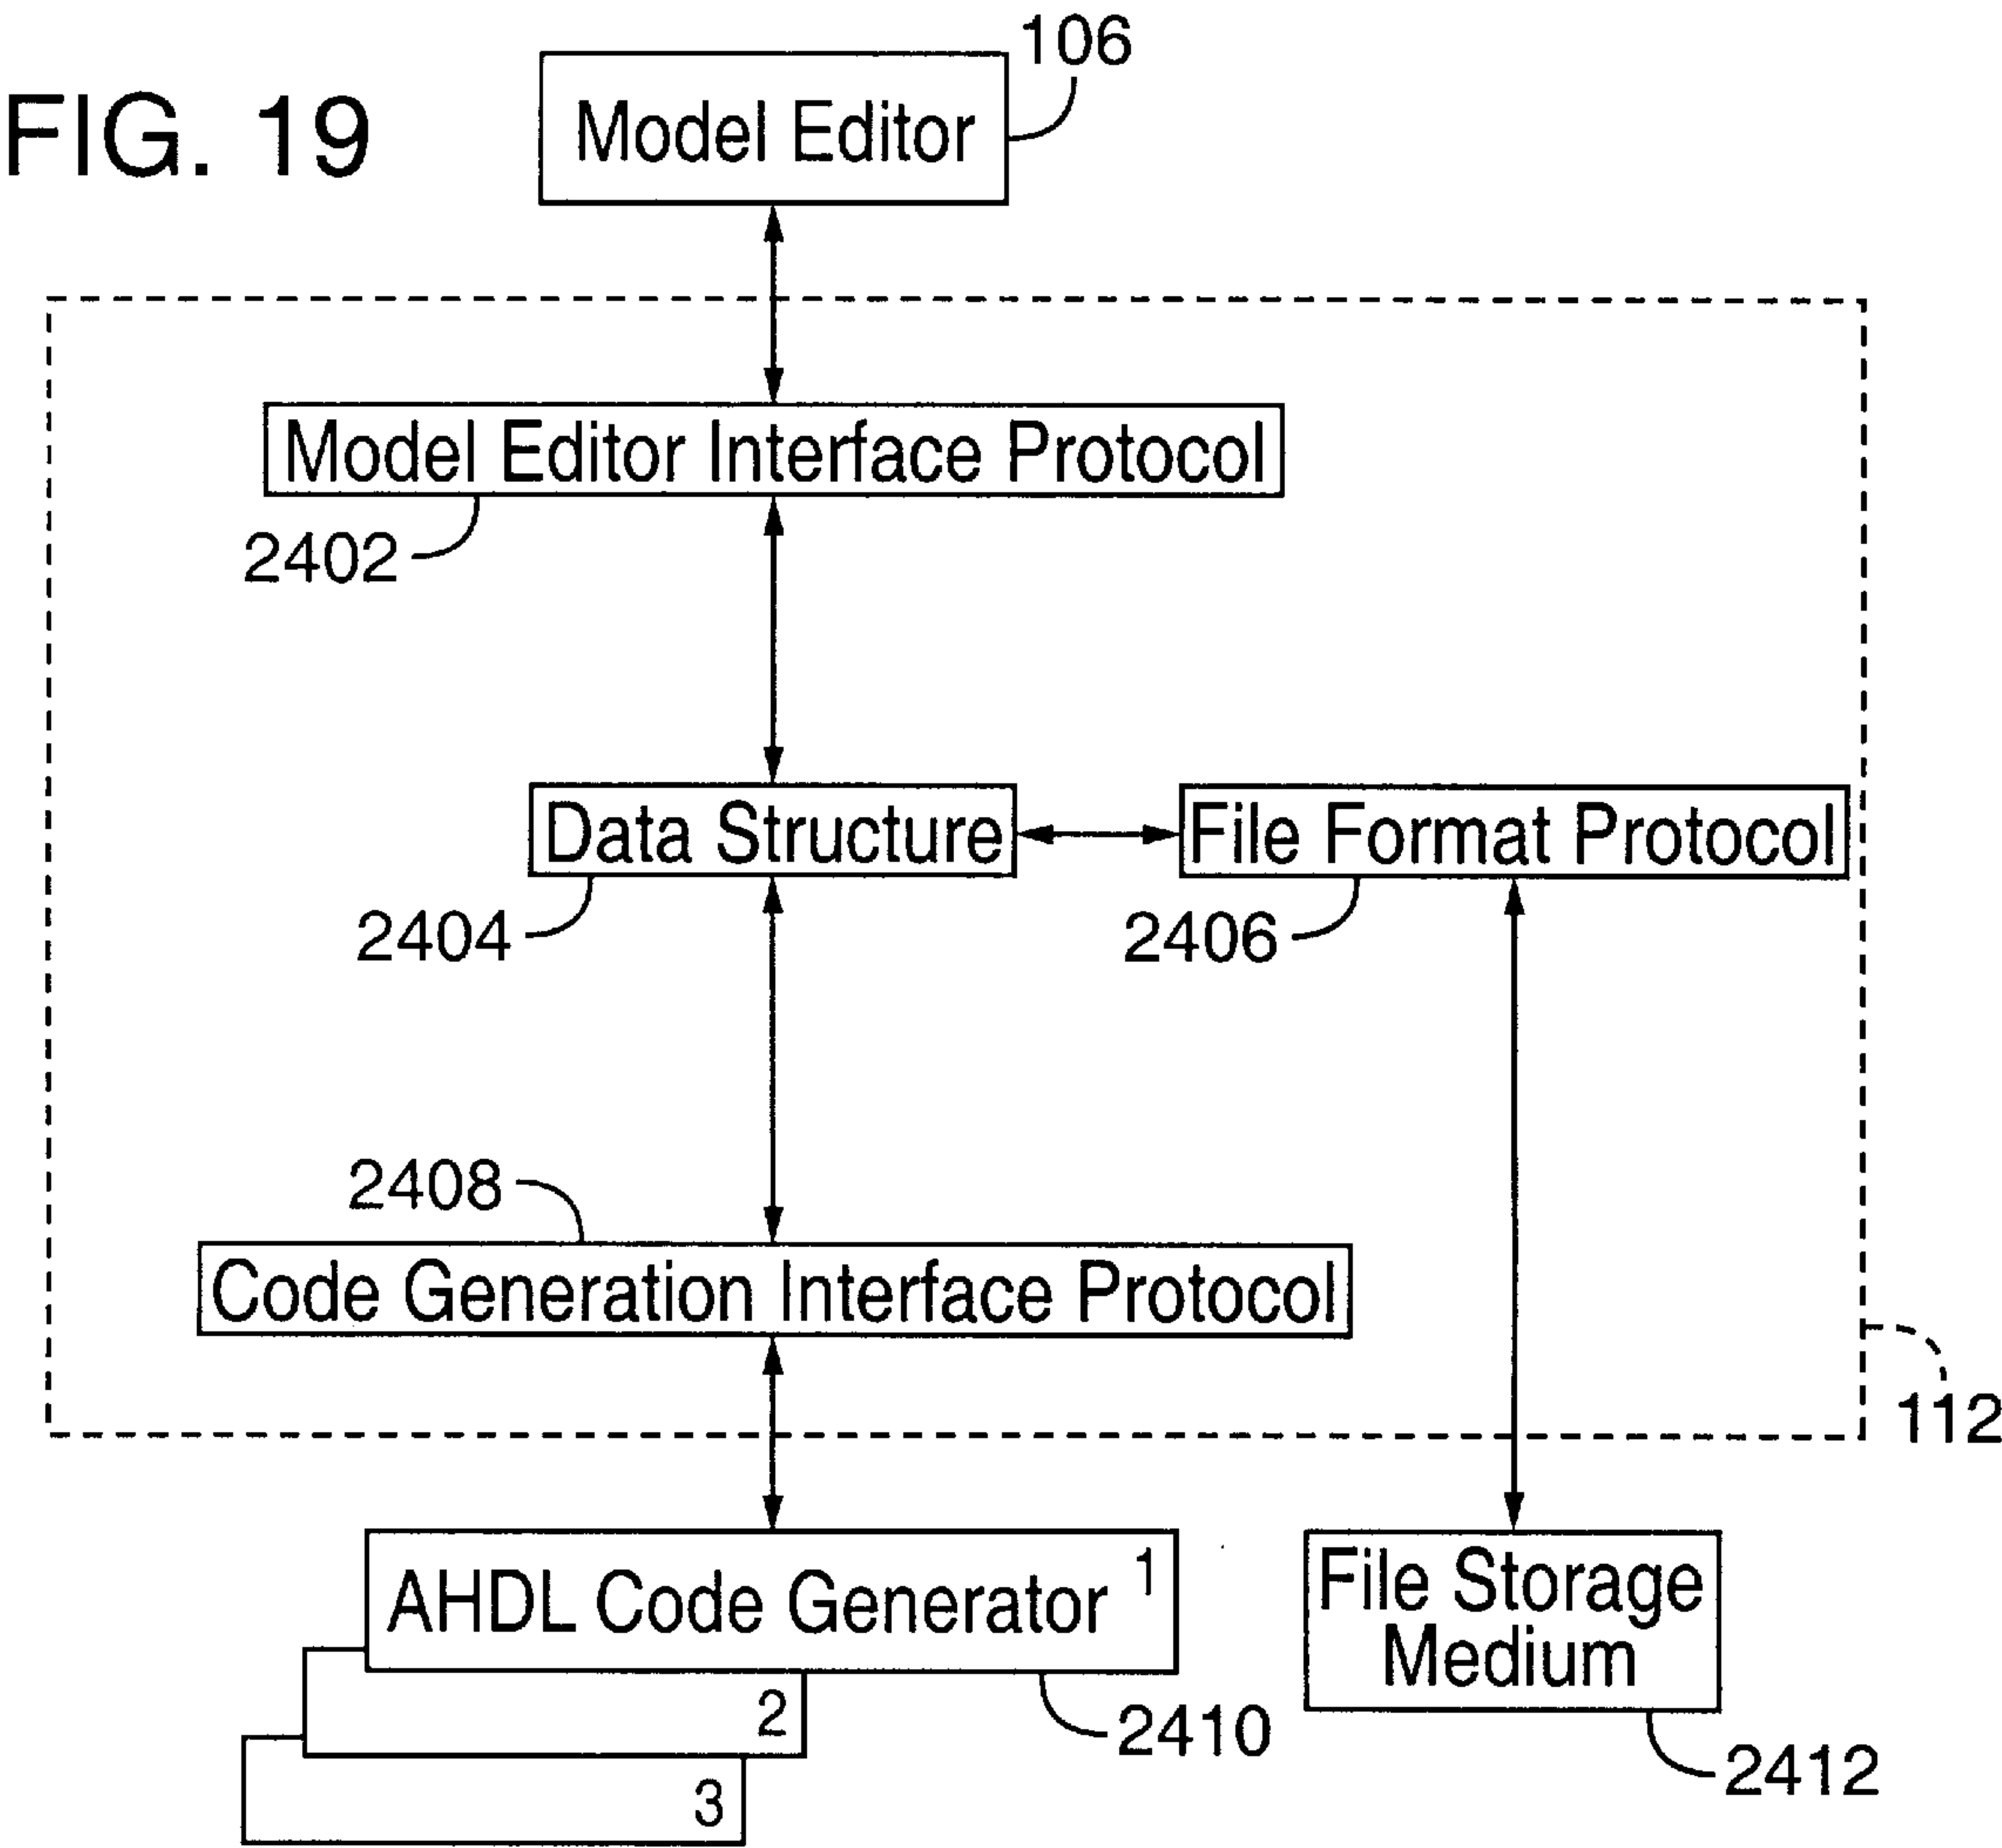 FIG. 19
106
Model Editor
Model Editor Interface Protocol
2402
Data Structure
File Format Protocol
2404
2406
2408
Code Generation Interface Protocol
112
AHDL Code Generator 1
File Storage
Medium
2
2410
3
2412